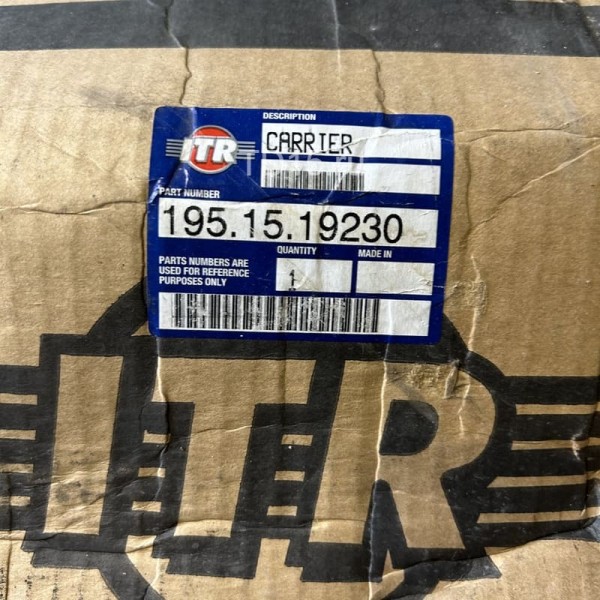 DESCRIPTION
ITR
CARRIER
PART NUMBER
195.15.19230
QUANTITY
MADE IN
PARTS NUMBERS ARE
USED FOR REFERENCE
PURPOSES ONLY
1
ITR